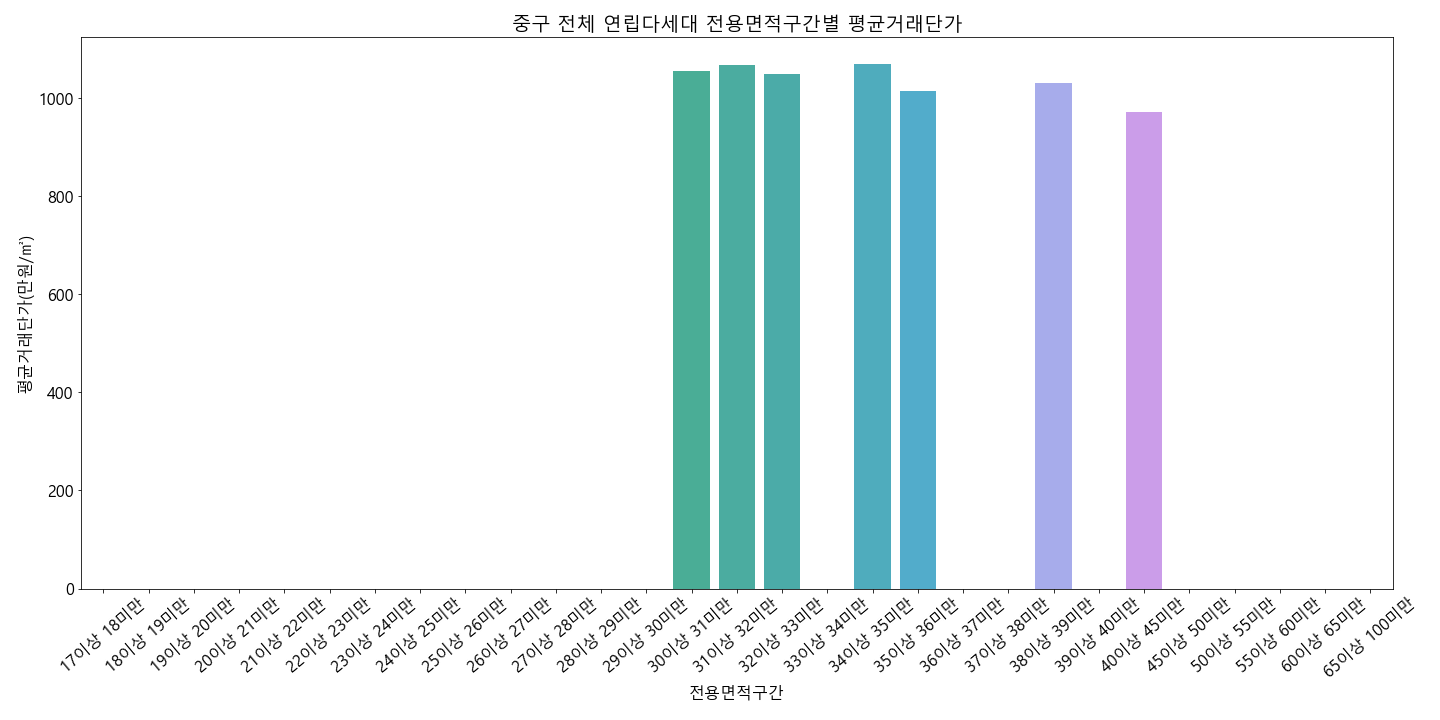 중구 전체 연립다세대 전용면적구간별 평균거래단가
평균거래단가(만원/㎡)
1000
800
600
400
200
0
17이상 18미만
18이상 19미만
19이상 20미만
20이상 21미만
21이상 22미만
22이상 23미만
23이상 24미만
24이상 25미만
25이상 26미만
26이상 27미만
27이상 28미만
28이상 29미만
29이상 30미만
30이상 31미만
31이상 32미만
32이상 33미만
33이상 34미만
34이상 35미만
35이상 36미만
36이상 37미만
37이상 38미만
38이상 39미만
39이상 40미만
40이상 45미만
45이상 50미만
50이상 55미만
55이상 60미만
60이상 65미만
65이상 100미만
전용면적구간